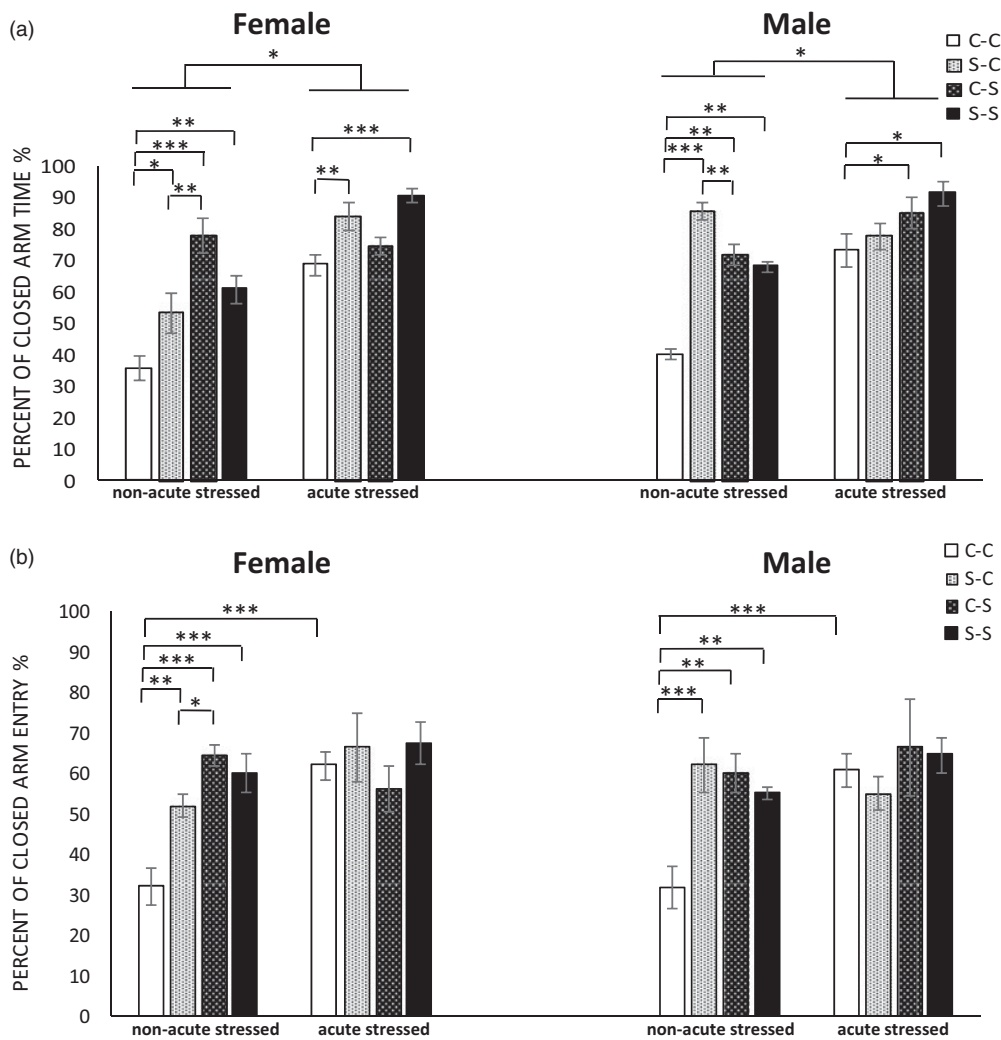 (a)
Female
Male
C-C
S-C
C-S
S-S
*
*
**
***
*
**
***
**
**
**
***
**
*
*
PERCENT OF CLOSED ARM TIME %
100
90
80
70
60
50
40
30
20
10
0
non-acute stressed
acute stressed
non-acute stressed
acute stressed
(b)
Female
Male
C-C
S-C
C-S
S-S
***
***
***
**
*
***
**
**
***
PERCENT OF CLOSED ARM ENTRY %
100
90
80
70
60
50
40
30
20
10
0
non-acute stressed
acute stressed
non-acute stressed
acute stressed